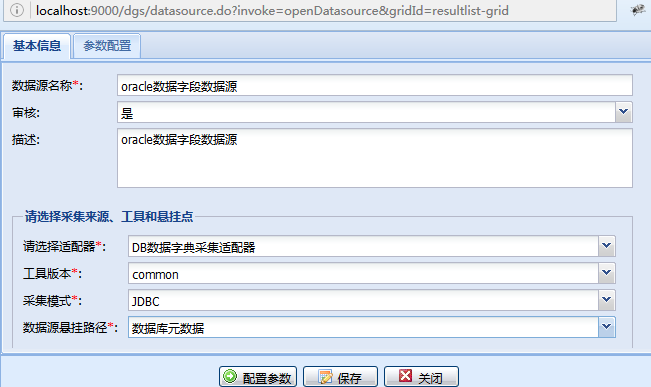 localhost:9000/dgs/datasource.do?invoke=openDatasource&gridId=resultlist-grid
基本信息 参数配置
数据源名称*: oracle数据字段数据源
审核: 是
描述: oracle数据字段数据源
请选择采集来源、工具和悬挂点
请选择适配器*: DB数据字典采集适配器
工具版本*: common
采集模式*: JDBC
数据源悬挂路径*: 数据库元数据
配置参数 保存 关闭